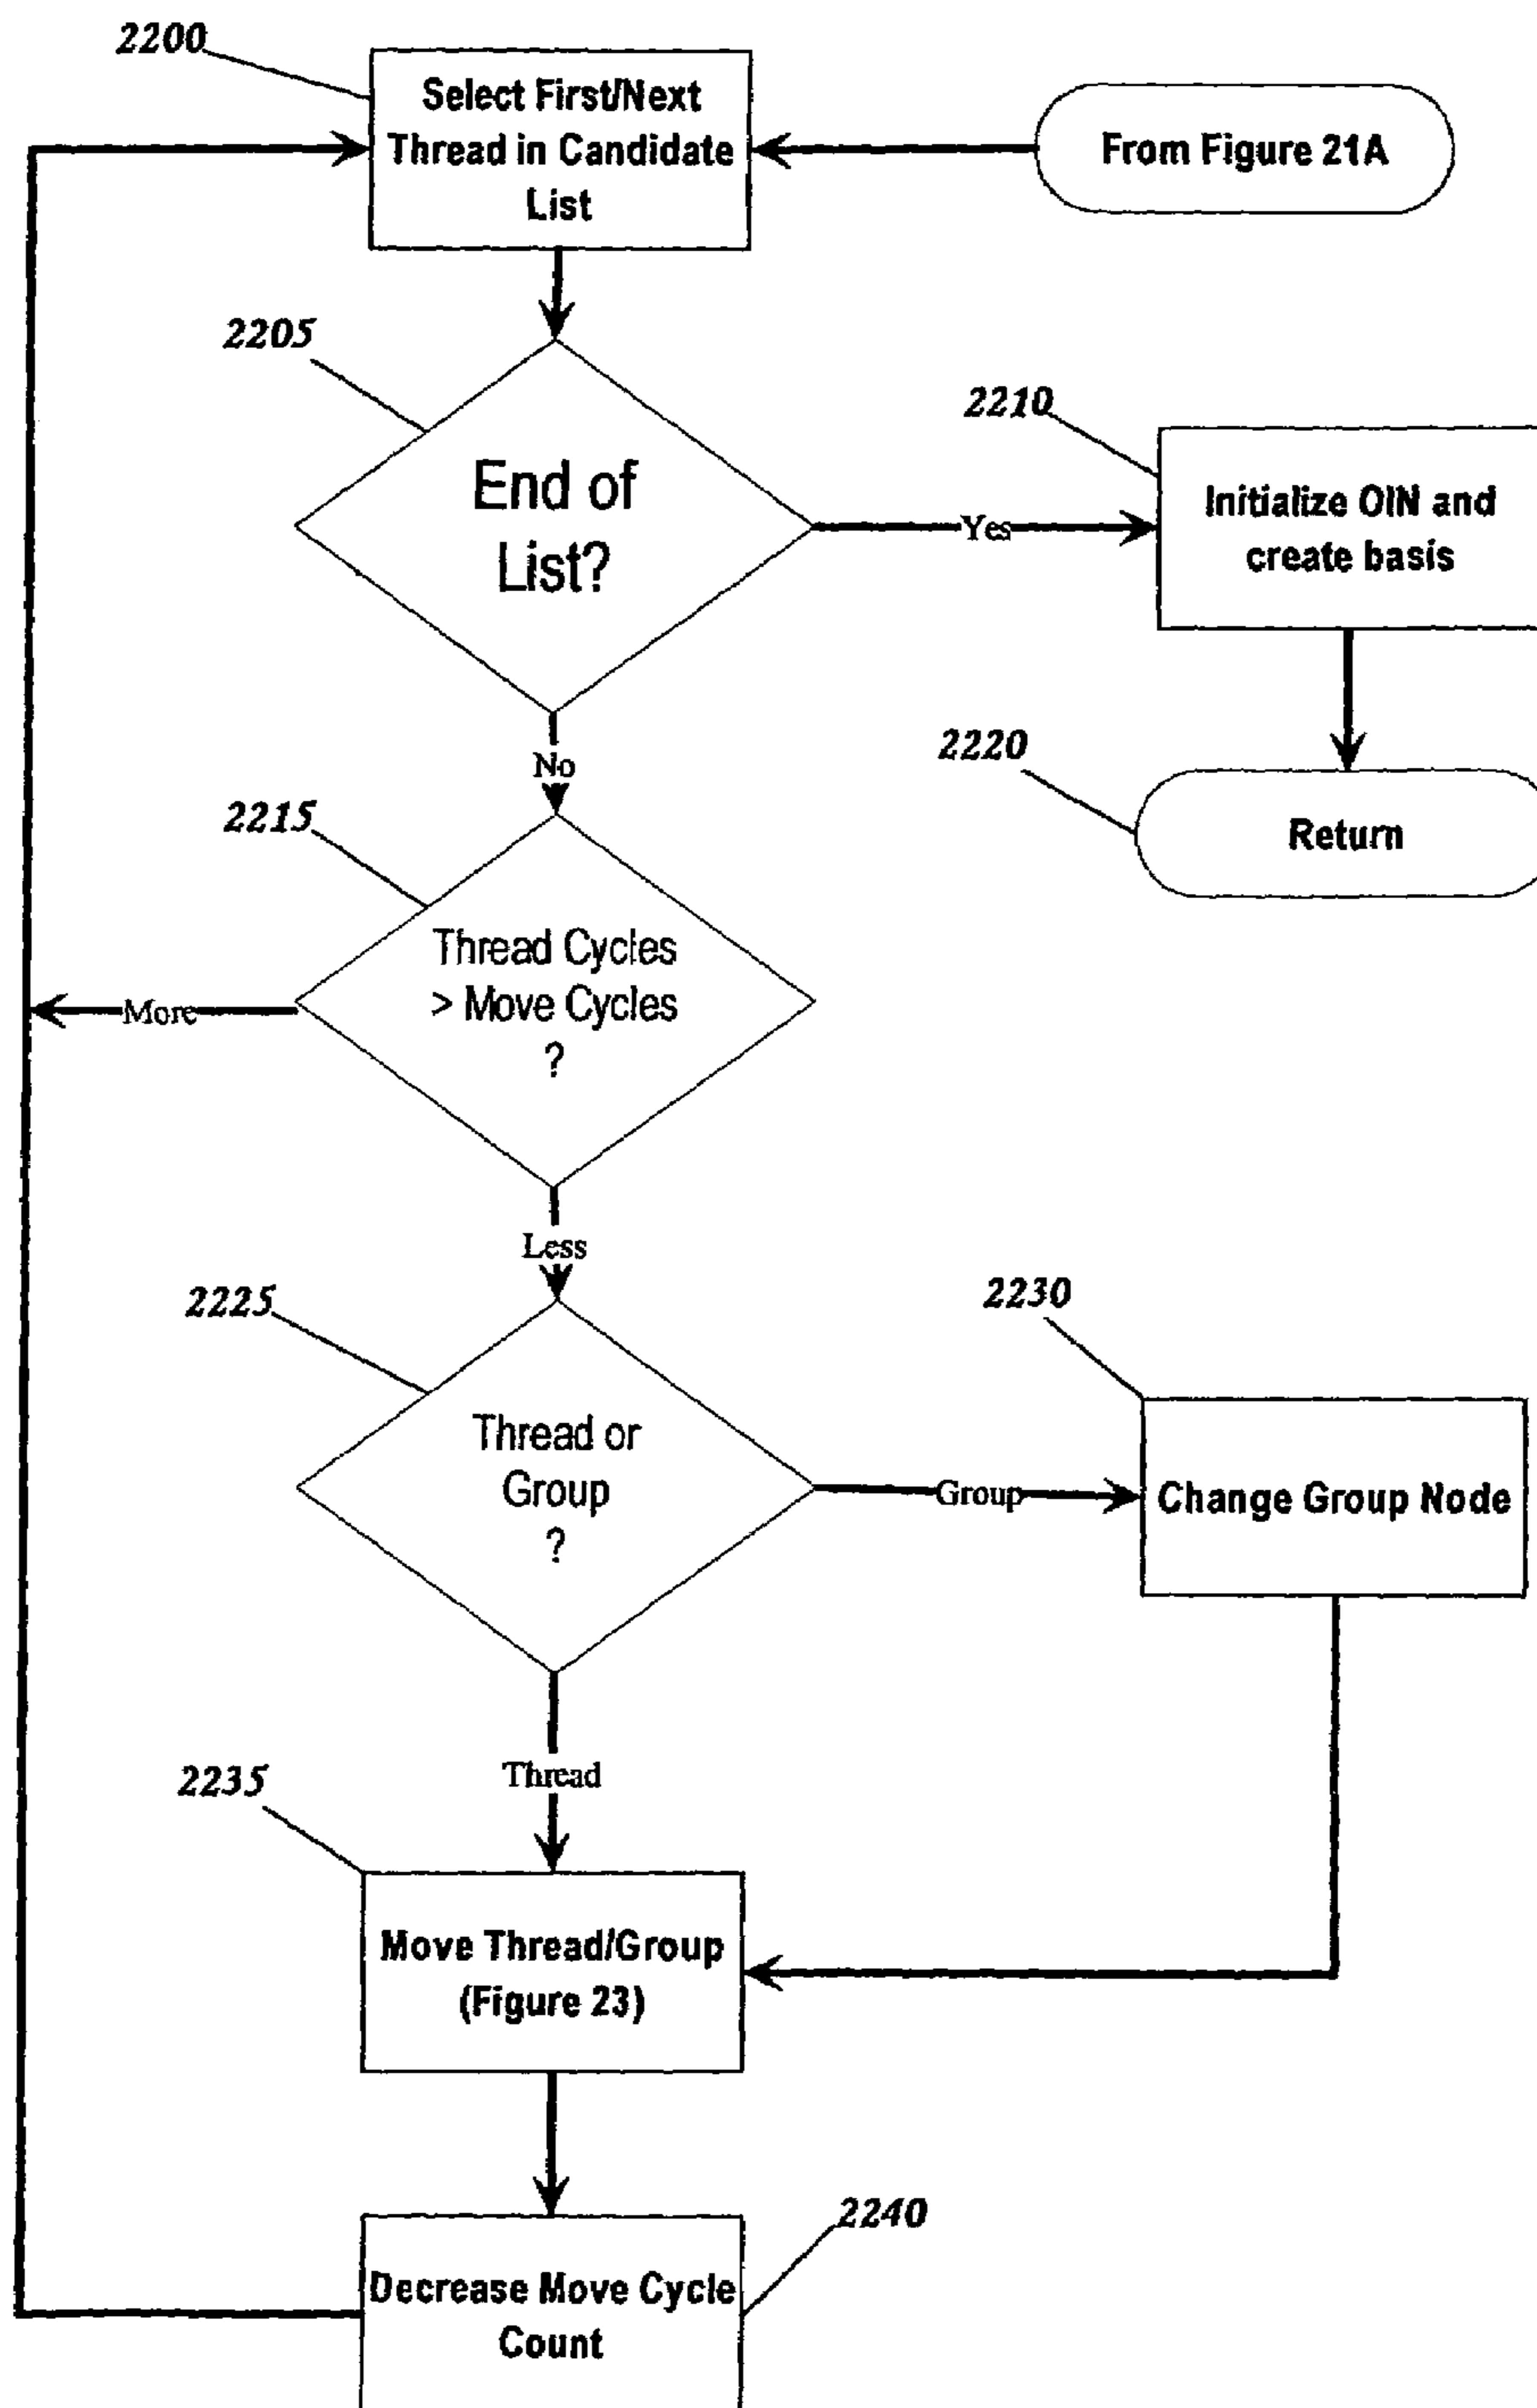 2200
Select First/Next
Thread in Candidate
List
From Figure 21A
2205
End of
List?
Yes
2210
Initialize OIN and
create basis
No
2220
Return
2215
Thread Cycles
> Move Cycles
?
More
Less
2225
Thread or
Group
?
Group
2230
Change Group Node
Thread
2235
Move Thread/Group
(Figure 23)
2240
Decrease Move Cycle
Count